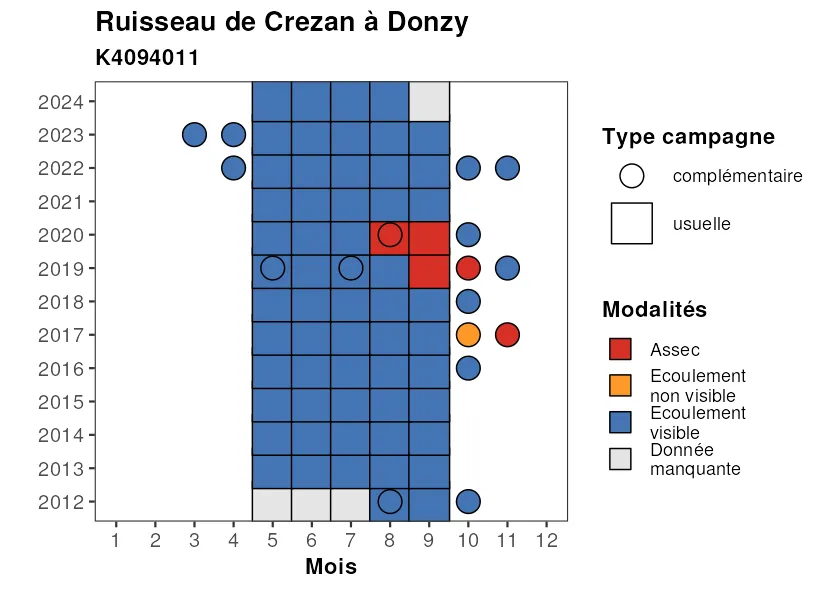 Ruisseau de Crezan à Donzy
K4094011
2024
2023
2022
2021
2020
2019
2018
2017
2016
2015
2014
2013
2012
1 2 3 4 5 6 7 8 9 10 11 12
Mois
Type campagne
complémentaire
usuelle
Modalités
Assec
Ecoulement
non visible
Ecoulement
visible
Donnée
manquante